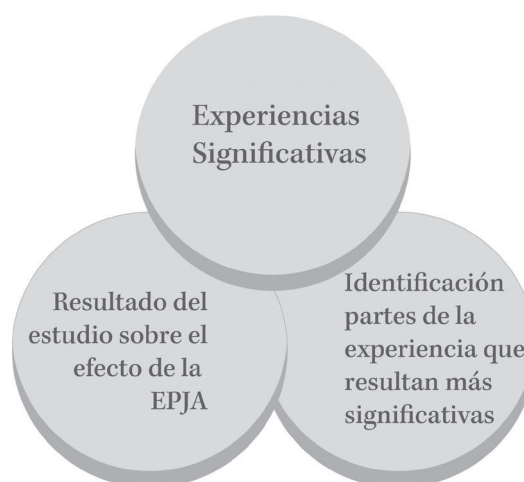 Experiencias
Significativas
Resultado del
estudio sobre el
efecto de la
EPJA
Identificación
partes de la
experiencia que
resultan más
significativas